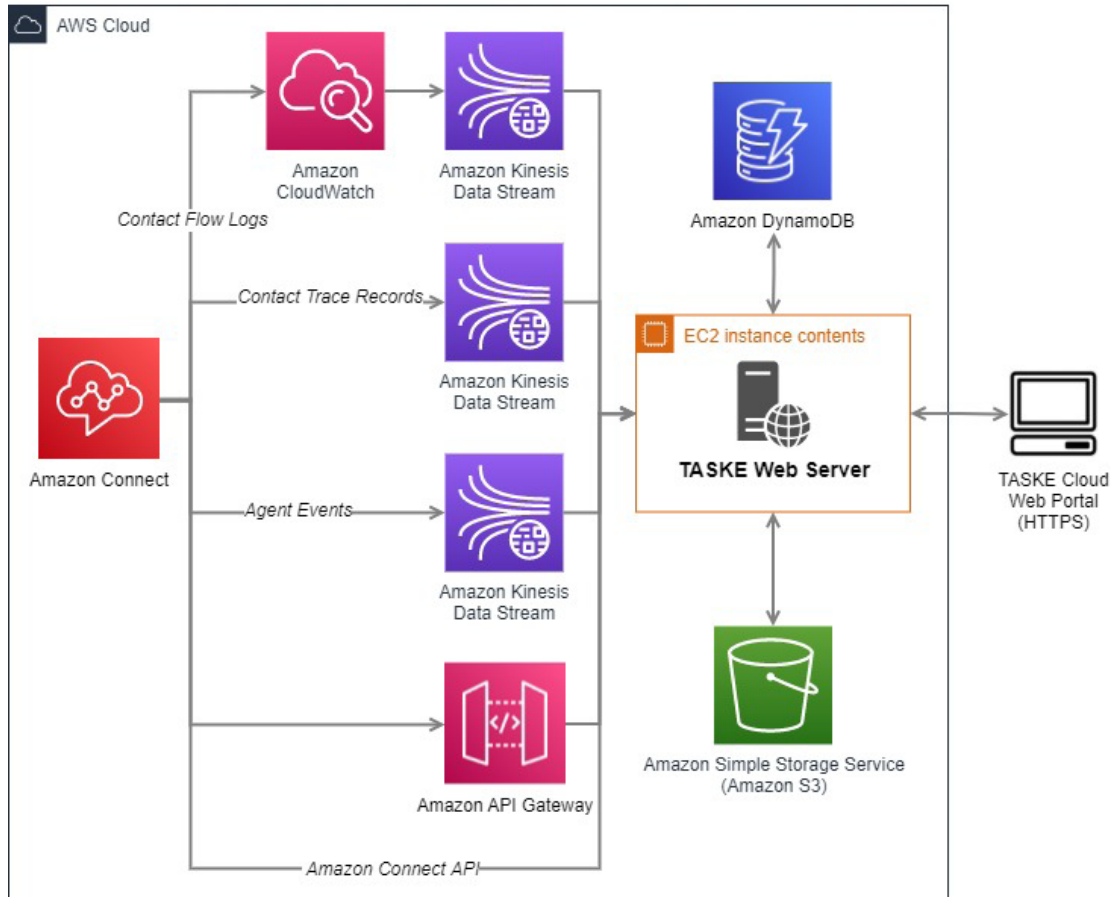 AWS Cloud
Amazon
CloudWatch
Amazon Kinesis
Data Stream
Amazon DynamoDB
Contact Flow Logs
Contact Trace Records
Amazon Kinesis
Data Stream
EC2 instance contents
TASKE Web Server
Amazon Connect
TASKE Cloud
Web Portal
(HTTPS)
Agent Events
Amazon Kinesis
Data Stream
</>
Amazon API Gateway
Amazon Simple Storage Service
(Amazon S3)
Amazon Connect API